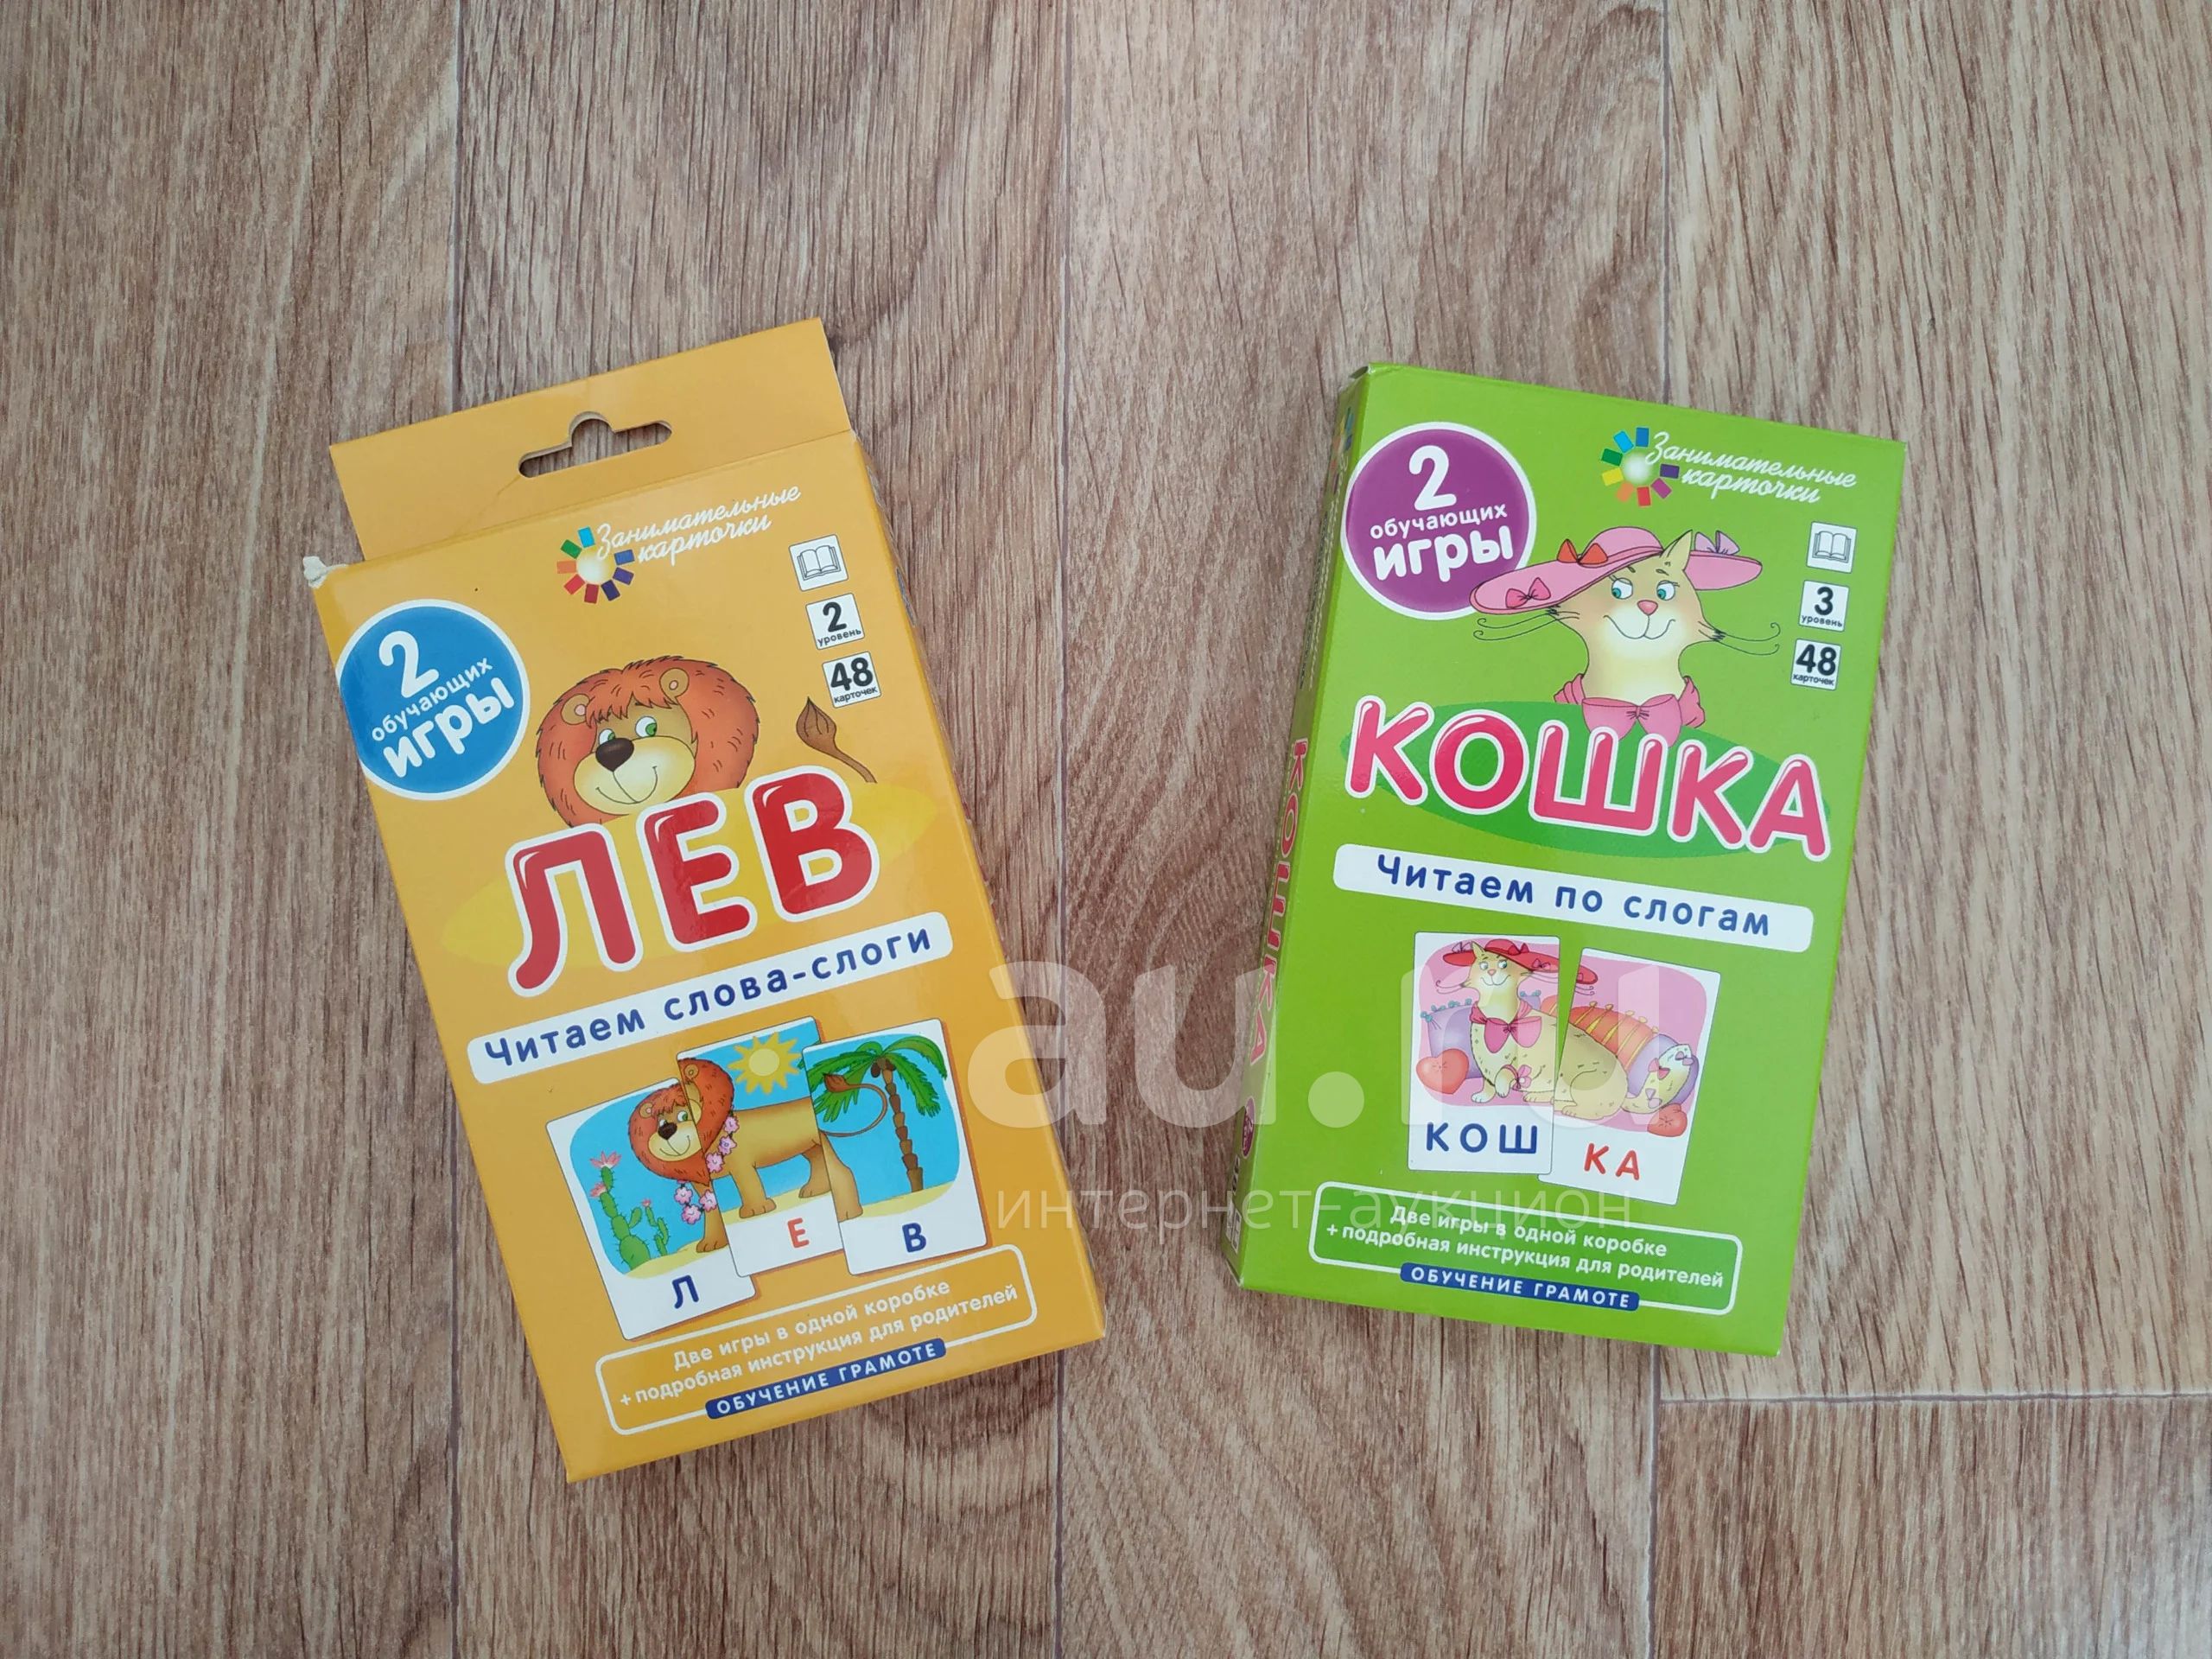 Занимательные
карточки
2
обучающих
игры
2
уровень
48
карточек
ЛЕВ
Читаем слова-слоги
Л
Е
В
Две игры в одной коробке
+ подробная инструкция для родителей
ОБУЧЕНИЕ ГРАМОТЕ
Занимательные
карточки
2
обучающих
игры
3
уровень
48
карточек
КОШКА
КОШКА
Читаем по слогам
КОШ
КА
Две игры в одной коробке
+ подробная инструкция для родителей
ОБУЧЕНИЕ ГРАМОТЕ
au.ru
интернет-аукцион